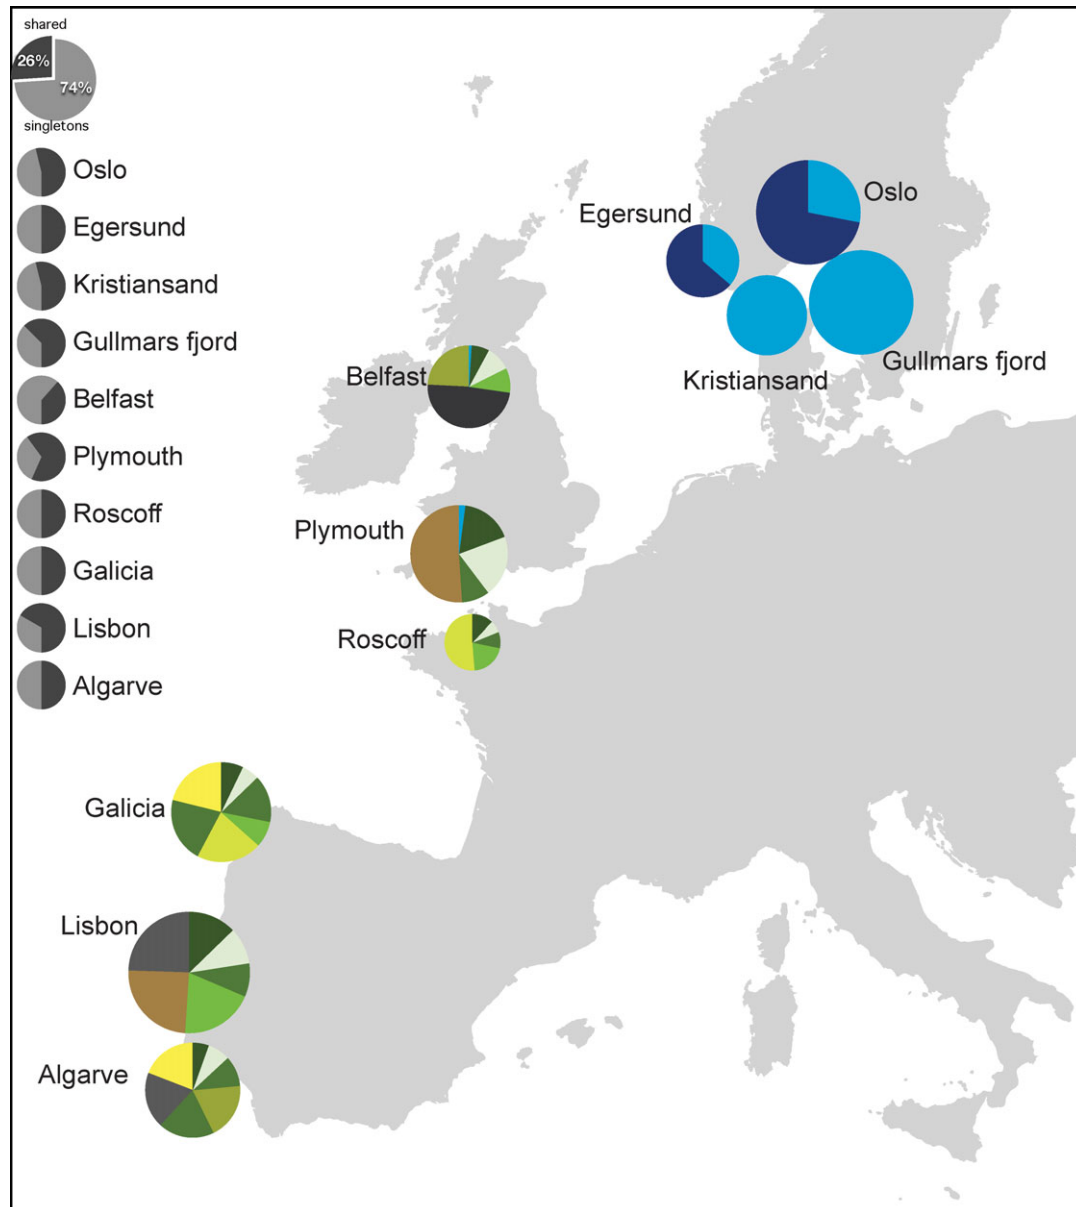 shared
26%
74%
singletons
Oslo
Egersund
Kristiansand
Gullmars fjord
Belfast
Plymouth
Roscoff
Galicia
Lisbon
Algarve
Oslo
Egersund
Kristiansand
Gullmars fjord
Belfast
Plymouth
Roscoff
Galicia
Lisbon
Algarve